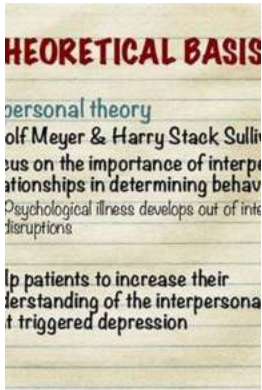 HEORETICAL BASIS
personal theory
olf Meyer & Harry Stack Sulliv
cus on the importance of interpe
ationships in determining behav
Psychological illness develops out of inte
disruptions
lp patients to increase their
derstanding of the interpersona
t triggered depression